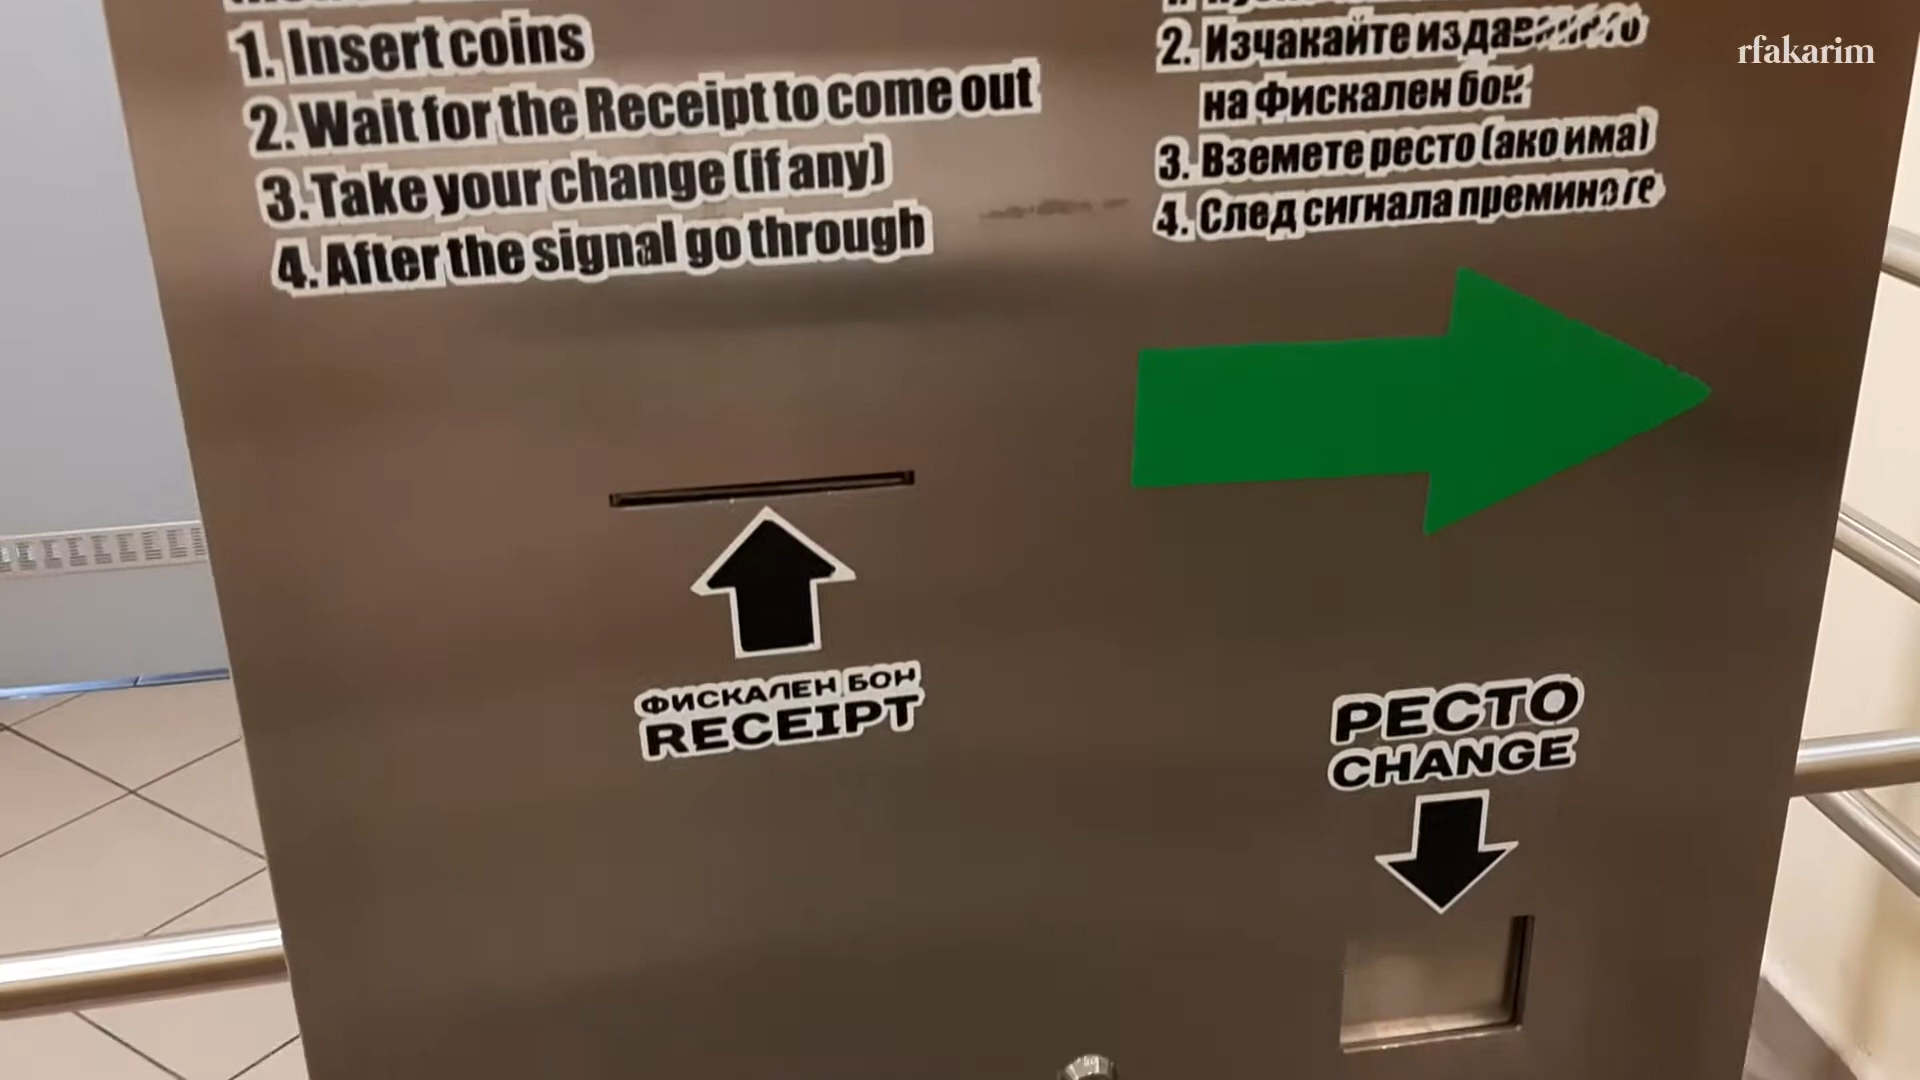 1. Insert coins
2. Wait for the Receipt to come out
3. Take your change (if any)
4. After the signal go through
2. Изчакайте
на фискален бон
3. Вземете ресто (ако има)
4. След сигнала преминете
ФИСКАЛЕН БОН
RECEIPT
РЕСТО
CHANGE
rfakarim